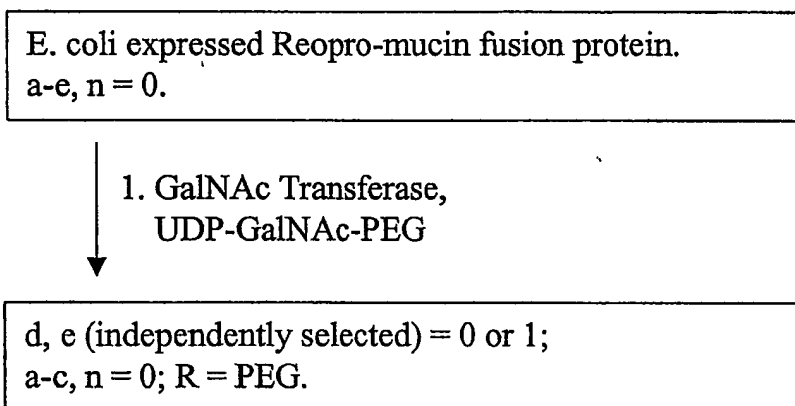 E. coli expressed Reopro-mucin fusion protein.
a-e, n = 0.
1. GalNAc Transferase,
UDP-GalNAc-PEG
d, e (independently selected) = 0 or 1;
a-c, n = 0; R = PEG.